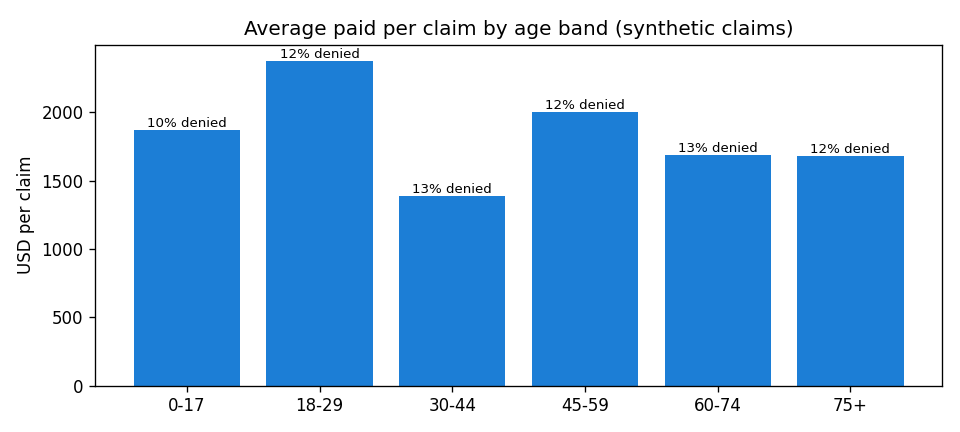 Average paid per claim by age band (synthetic claims)
USD per claim
2000
1500
1000
500
0
10% denied
12% denied
13% denied
12% denied
13% denied
12% denied
0-17
18-29
30-44
45-59
60-74
75+